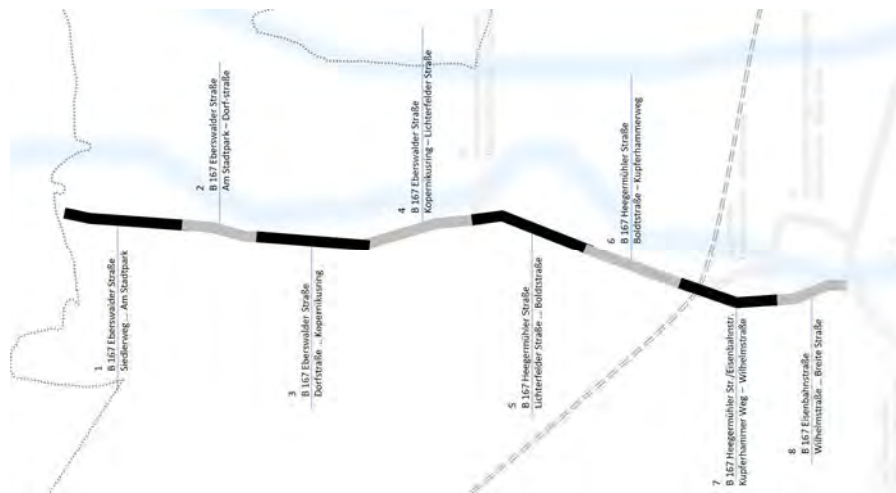 1
B 167 Eberswalder Straße
Siedlerweg ... Am Stadtpark
2
B 167 Eberswalder Straße
Am Stadtpark – Dorf-straße
3
B 167 Eberswalder Straße
Dorfstraße ... Kopernikusring
4
B 167 Eberswalder Straße
Kopernikusring – Lichterfelder Straße
5
B 167 Heegermühler Straße
Lichterfelder Straße ... Boldtstraße
6
B 167 Heegermühler Straße
Boldtstraße – Kupferhammerweg
7
B 167 Heegermühler Str./Eisenbahnstr.
Kupferhammer Weg – Wilhelmstraße
8
B 167 Eisenbahnstraße
Wilhelmstraße ... Breite Straße